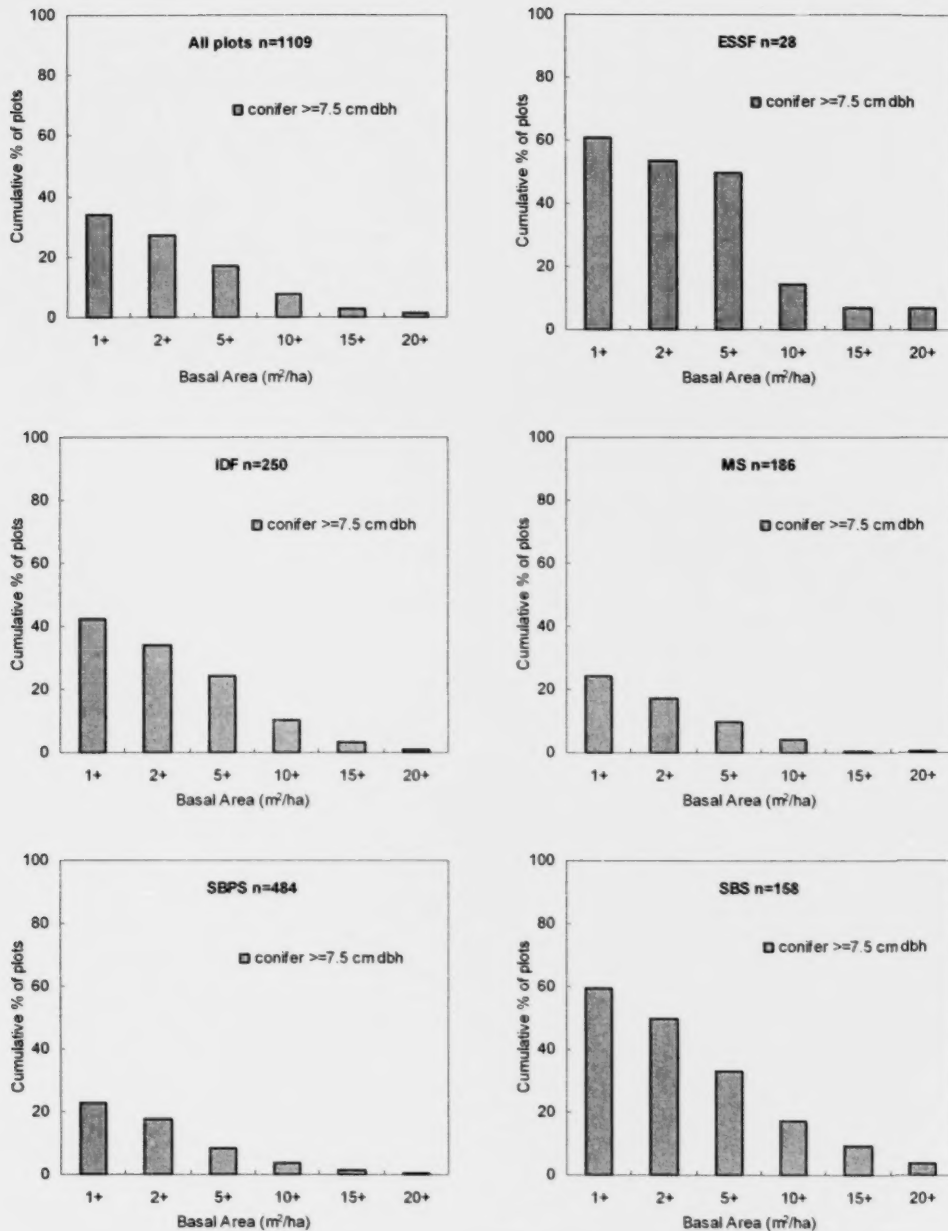 All plots n=1109
conifer >=7.5 cm dbh
Cumulative % of plots
100
80
60
40
20
0
1+ 2+ 5+ 10+ 15+ 20+
Basal Area (m²/ha)
ESSF n=28
conifer >=7.5 cm dbh
Cumulative % of plots
100
80
60
40
20
0
1+ 2+ 5+ 10+ 15+ 20+
Basal Area (m²/ha)
IDF n=250
conifer >=7.5 cm dbh
Cumulative % of plots
100
80
60
40
20
0
1+ 2+ 5+ 10+ 15+ 20+
Basal Area (m²/ha)
MS n=186
conifer >=7.5 cm dbh
Cumulative % of plots
100
80
60
40
20
0
1+ 2+ 5+ 10+ 15+ 20+
Basal Area (m²/ha)
SBPS n=484
conifer >=7.5 cm dbh
Cumulative % of plots
100
80
60
40
20
0
1+ 2+ 5+ 10+ 15+ 20+
Basal Area (m²/ha)
SBS n=158
conifer >=7.5 cm dbh
Cumulative % of plots
100
80
60
40
20
0
1+ 2+ 5+ 10+ 15+ 20+
Basal Area (m²/ha)